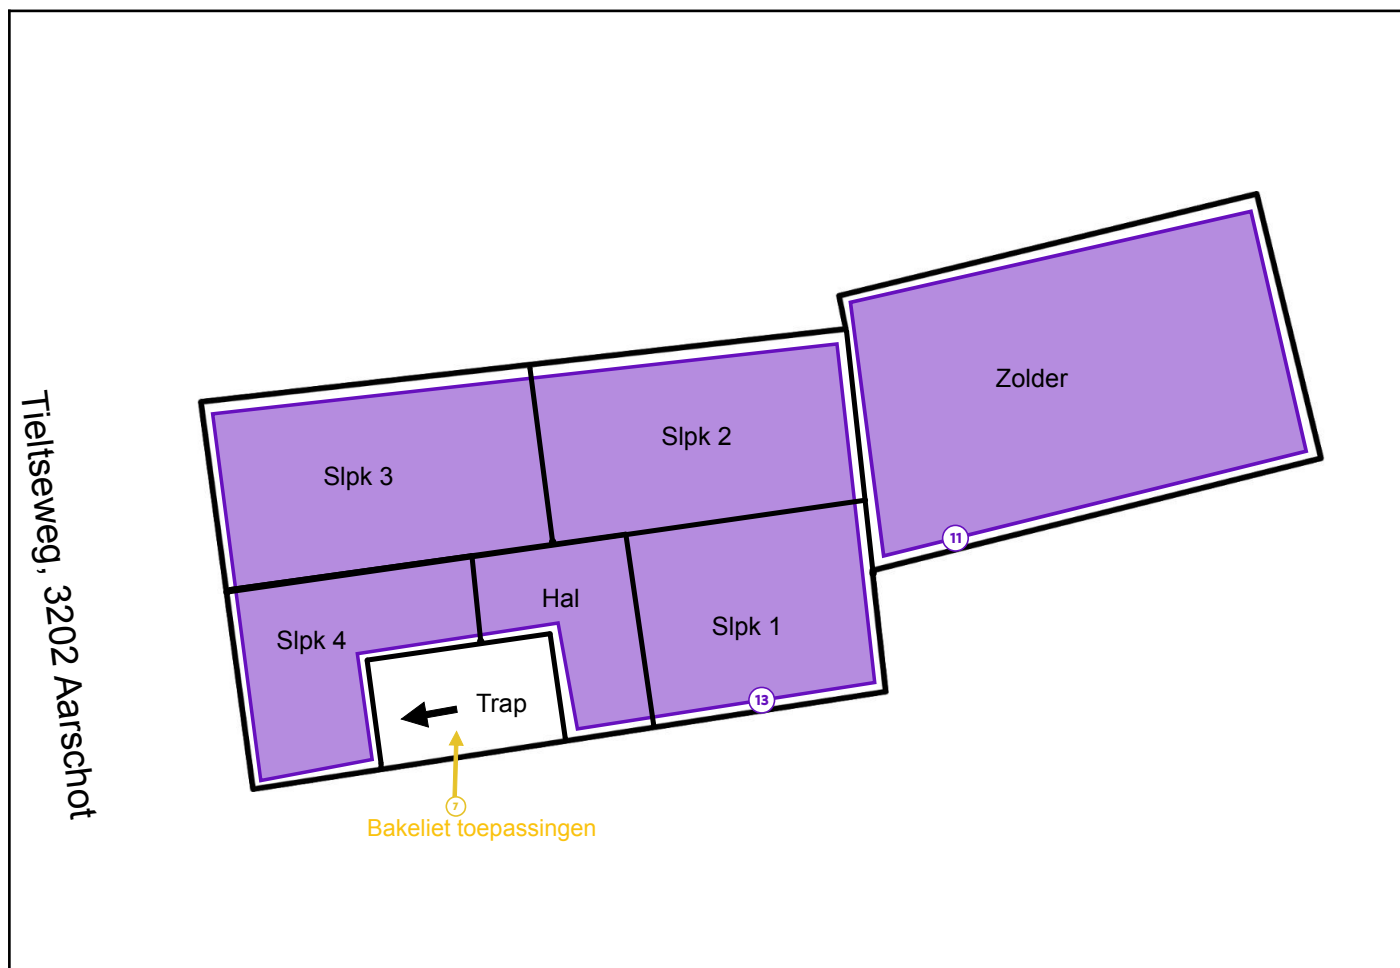 Tieltseweg, 3202 Aarschot
Zolder
Slpk 2
Slpk 3
11
Hal
Slpk 1
Slpk 4
Trap
13
7
Bakeliet toepassingen